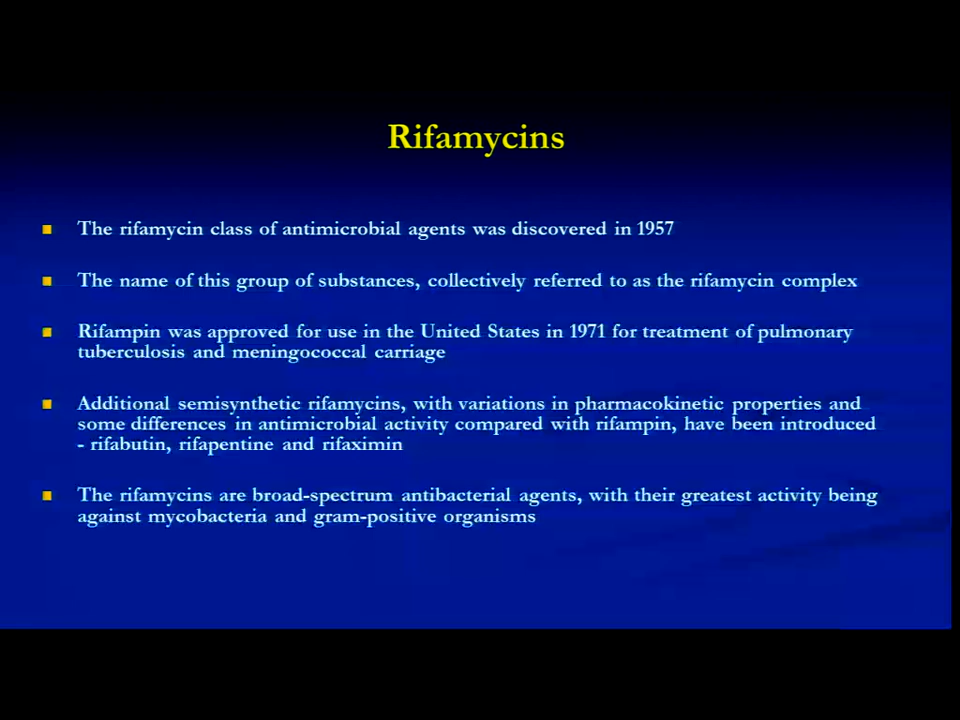 Rifamycins
The rifamycin class of antimicrobial agents was discovered in 1957
The name of this group of substances, collectively referred to as the rifamycin complex
Rifampin was approved for use in the United States in 1971 for treatment of pulmonary
tuberculosis and meningococcal carriage
Additional semisynthetic rifamycins, with variations in pharmacokinetic properties and
some differences in antimicrobial activity compared with rifampin, have been introduced
- rifabutin, rifapentine and rifaximin
The rifamycins are broad-spectrum antibacterial agents, with their greatest activity being
against mycobacteria and gram-positive organisms